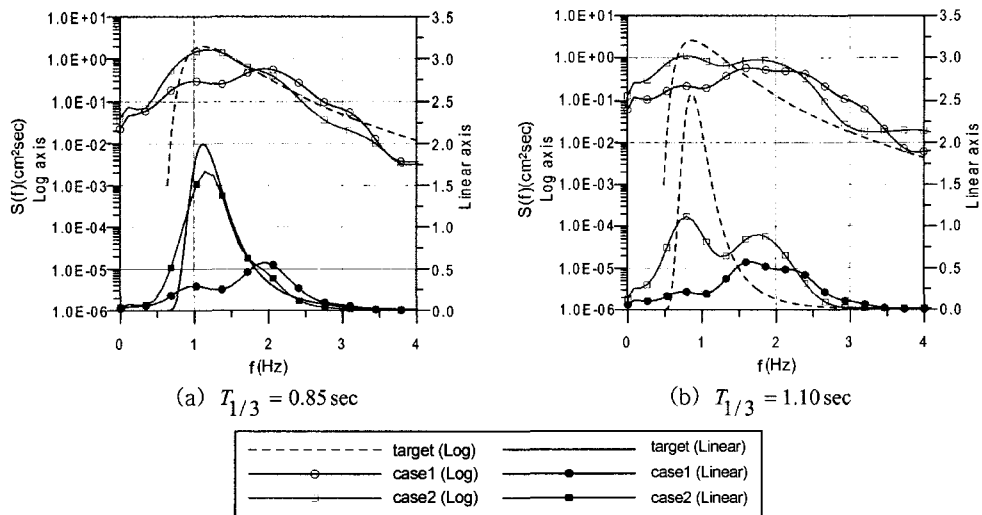 1.0E+01
1.0E+00
1.0E-01
1.0E-02
1.0E-03
1.0E-04
1.0E-05
1.0E-06
S(f)(cm²sec)
Log axis
3.5
3.0
2.5
2.0
1.5
1.0
0.5
0.0
Linear axis
0 1 2 3 4
f(Hz)
(a) T1/3 = 0.85 sec
1.0E+01
1.0E+00
1.0E-01
1.0E-02
1.0E-03
1.0E-04
1.0E-05
1.0E-06
S(f)(cm²sec)
Log axis
3.5
3.0
2.5
2.0
1.5
1.0
0.5
0.0
Linear axis
0 1 2 3 4
f(Hz)
(b) T1/3 = 1.10 sec
target (Log) target (Linear)
case1 (Log) case1 (Linear)
case2 (Log) case2 (Linear)